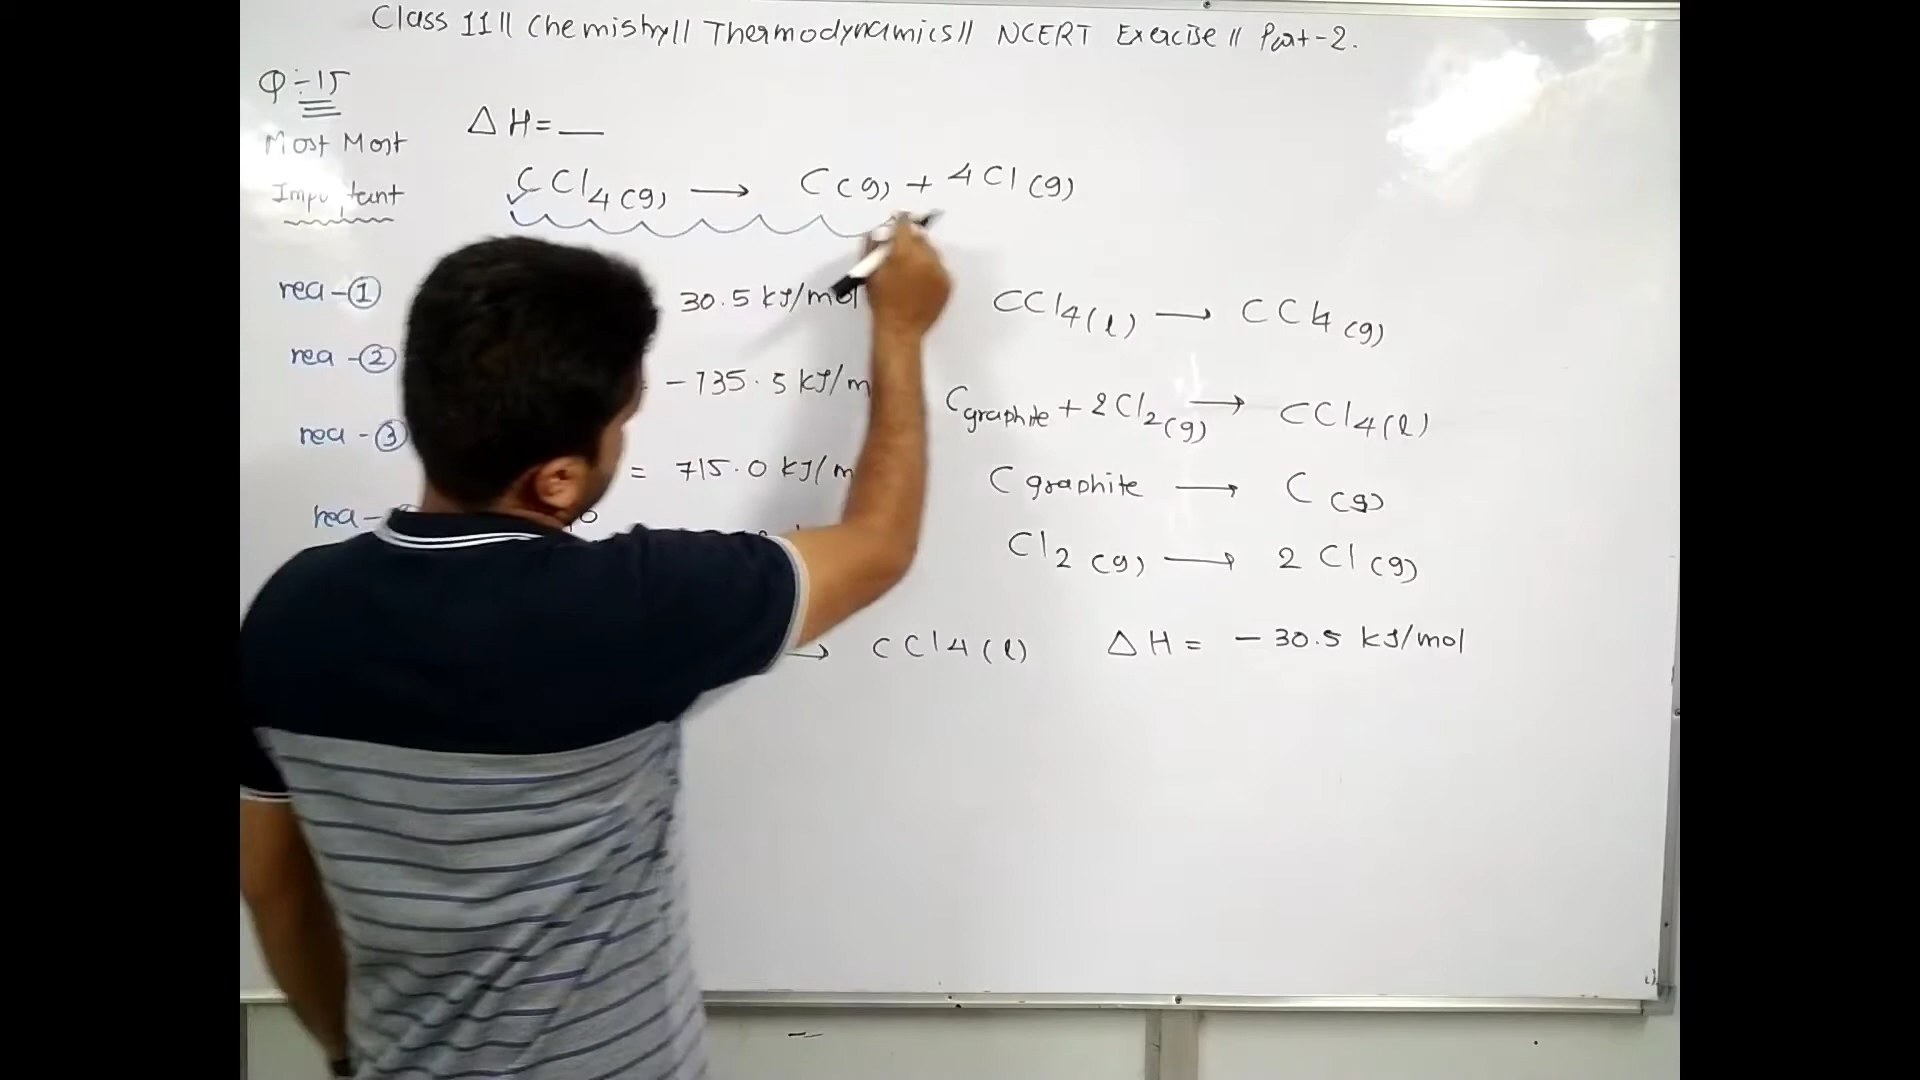 Class 11 || Chemistry || Thermodynamics || NCERT Exercise || Part-2.
Q:-15
Most Most
Important
ΔH = __
CCl4(g) → C(g) + 4Cl(g)
rea-① 30.5 kJ/mol CCl4(l) → CCl4(g)
rea-② = -735.5 kJ/m Cgraphite + 2Cl2(g) → CCl4(l)
rea-③ = 715.0 kJ/m C graphite → C(g)
rea- Cl2(g) → 2Cl(g)
→ CCl4(l) ΔH = -30.5 kJ/mol